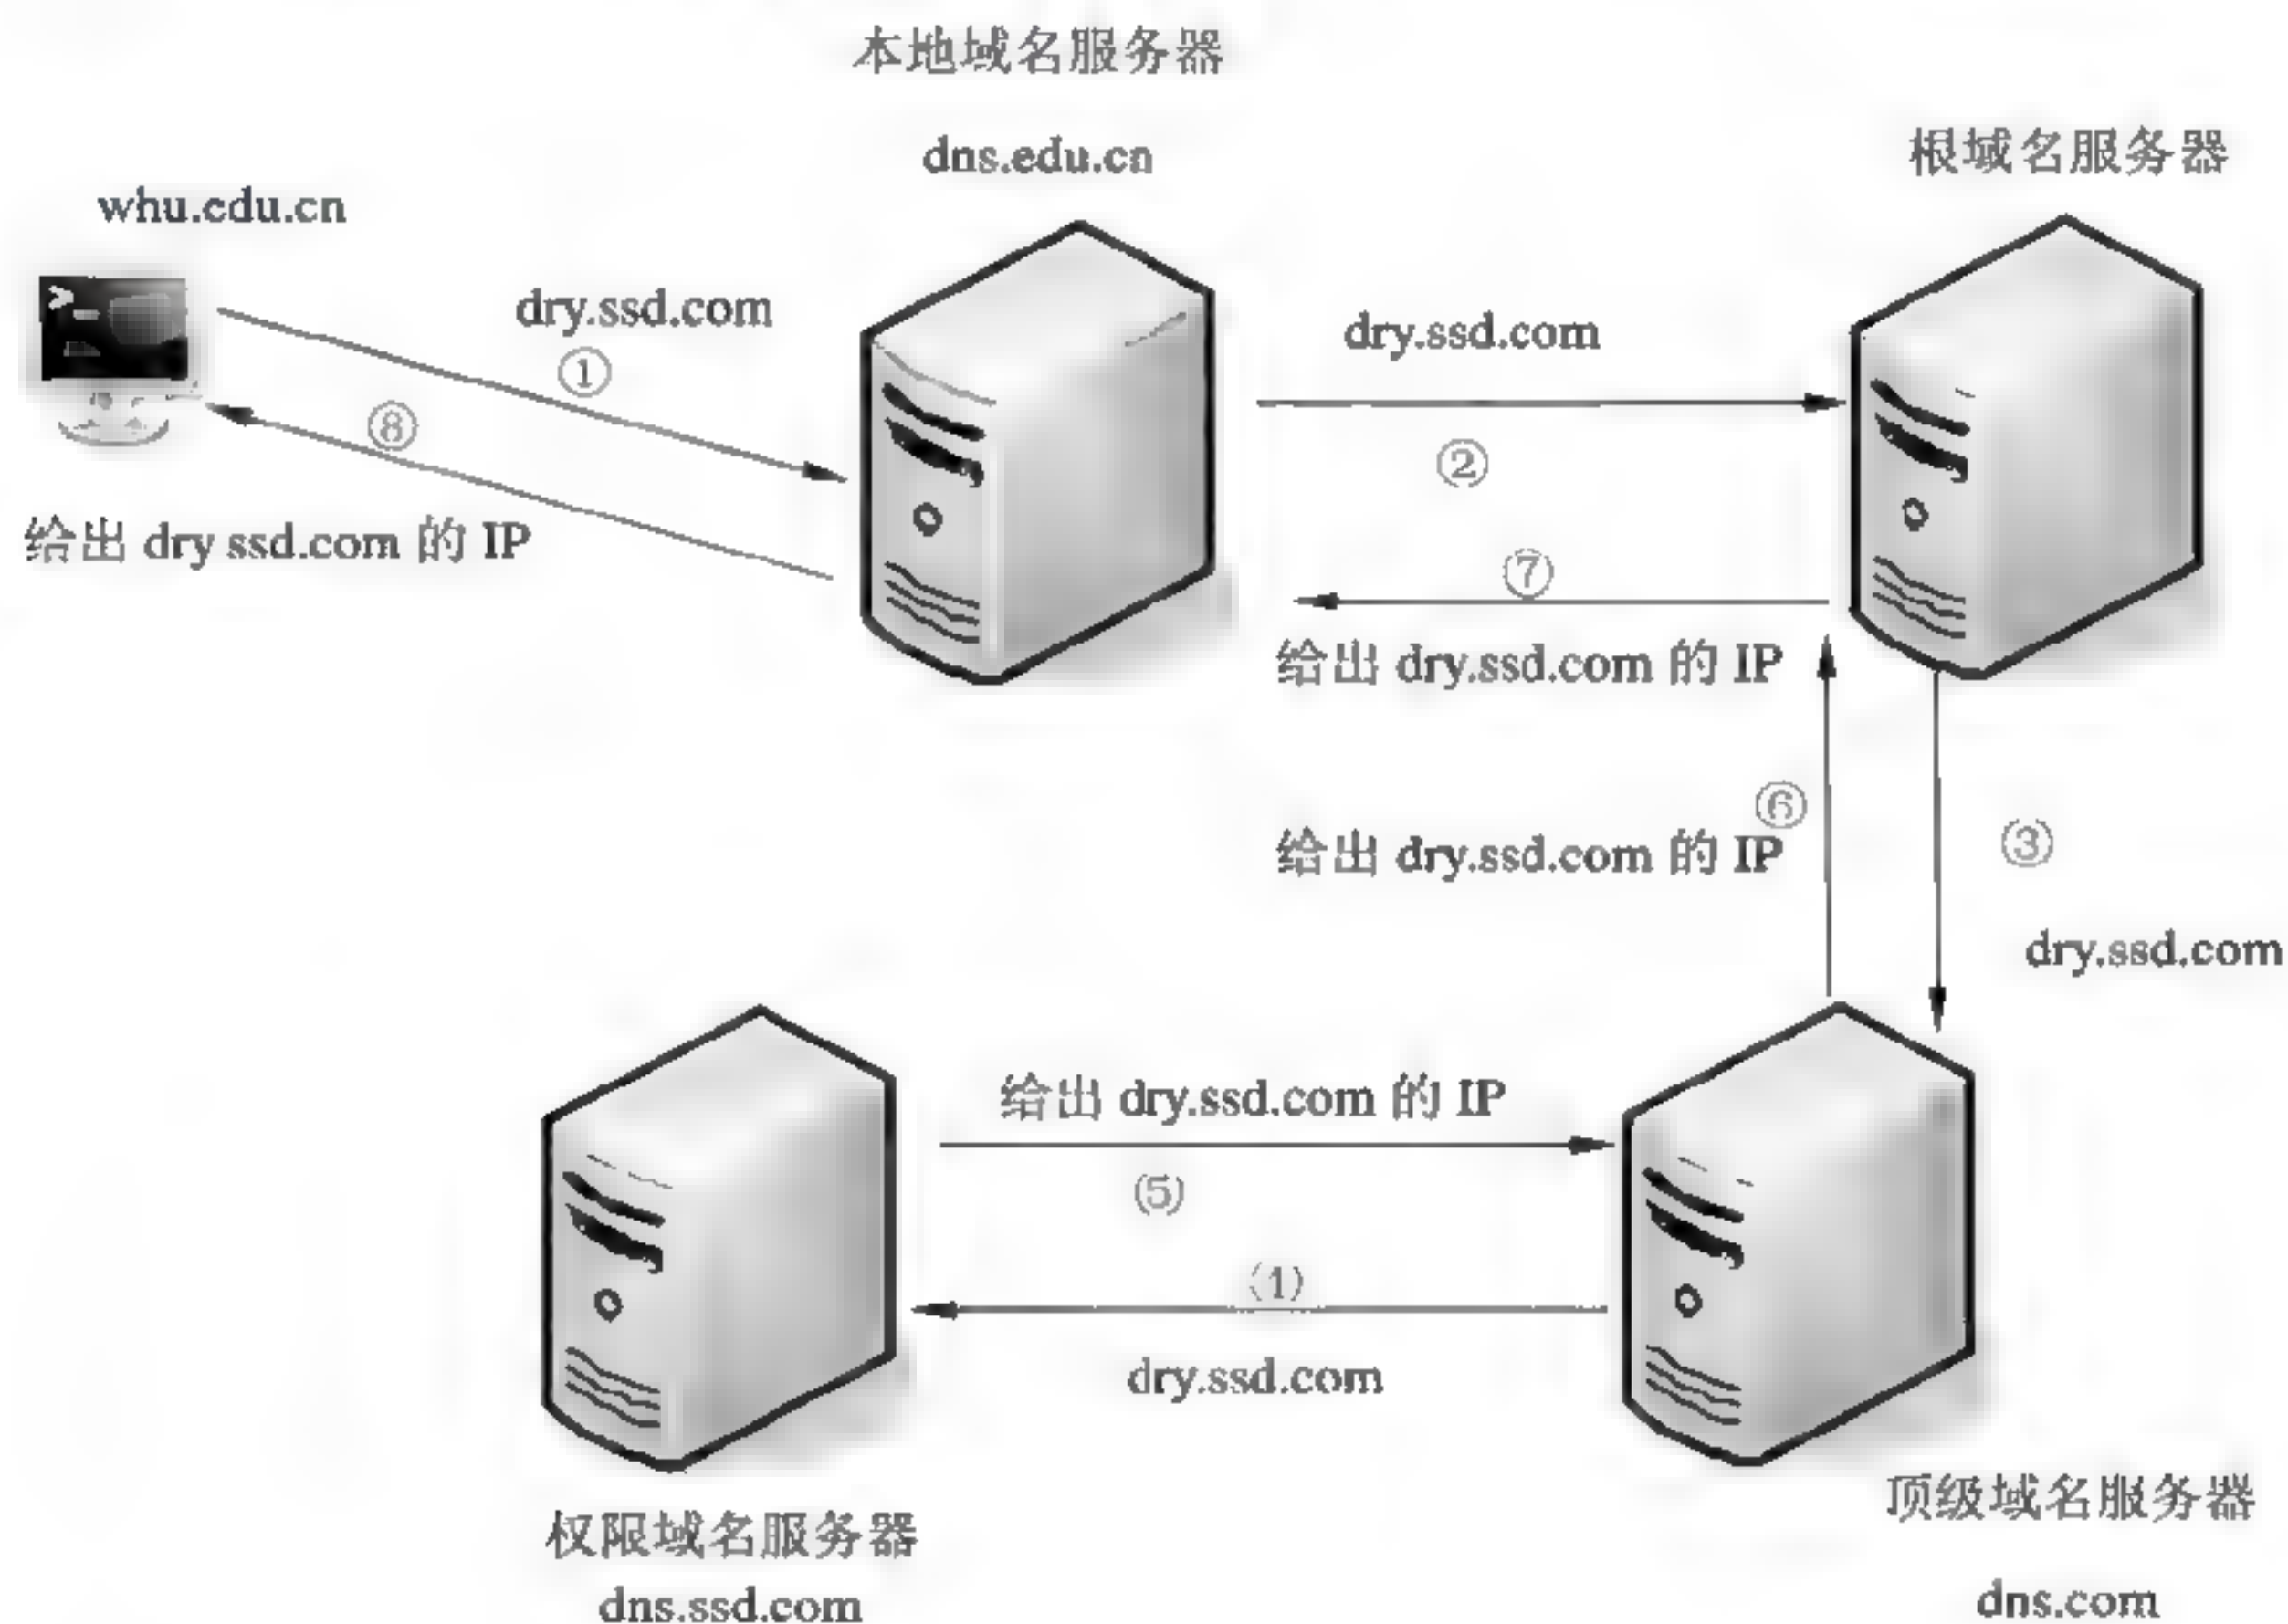 本地域名服务器
dns.edu.cn
根域名服务器
whu.edu.cn
dry.ssd.com
①
dry.ssd.com
②
⑧
给出 dry ssd.com 的 IP
⑦
给出 dry.ssd.com 的 IP
⑥
给出 dry.ssd.com 的 IP
③
dry.ssd.com
给出 dry.ssd.com 的 IP
(5)
(1)
dry.ssd.com
权限域名服务器
dns.ssd.com
顶级域名服务器
dns.com